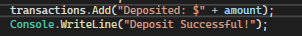 transactions.Add("Deposited: $" + amount);
Console.WriteLine("Deposit Successful!");